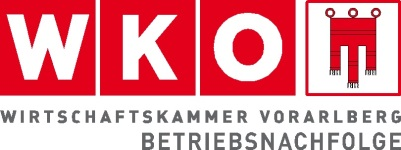 WKO
WIRTSCHAFTSKAMMER VORARLBERG
BETRIEBSNACHFOLGE